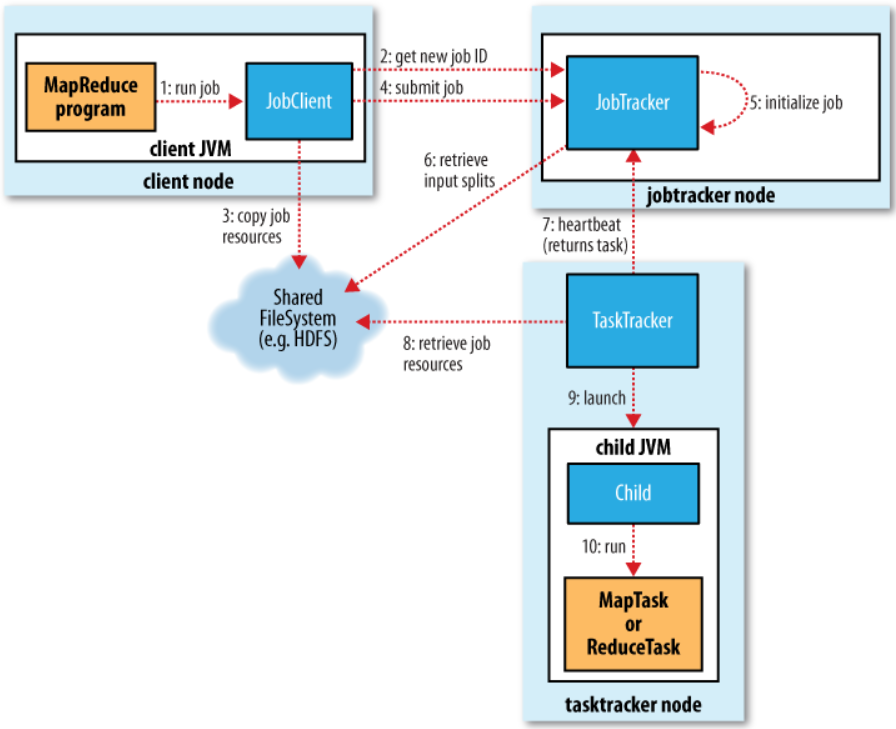 MapReduce
program
1: run job
JobClient
client JVM
client node
2: get new job ID
4: submit job
JobTracker
5: initialize job
jobtracker node
3: copy job
resources
6: retrieve
input splits
7: heartbeat
(returns task)
Shared
FileSystem
(e.g. HDFS)
8: retrieve job
resources
TaskTracker
9: launch
child JVM
Child
10: run
MapTask
or
ReduceTask
tasktracker node